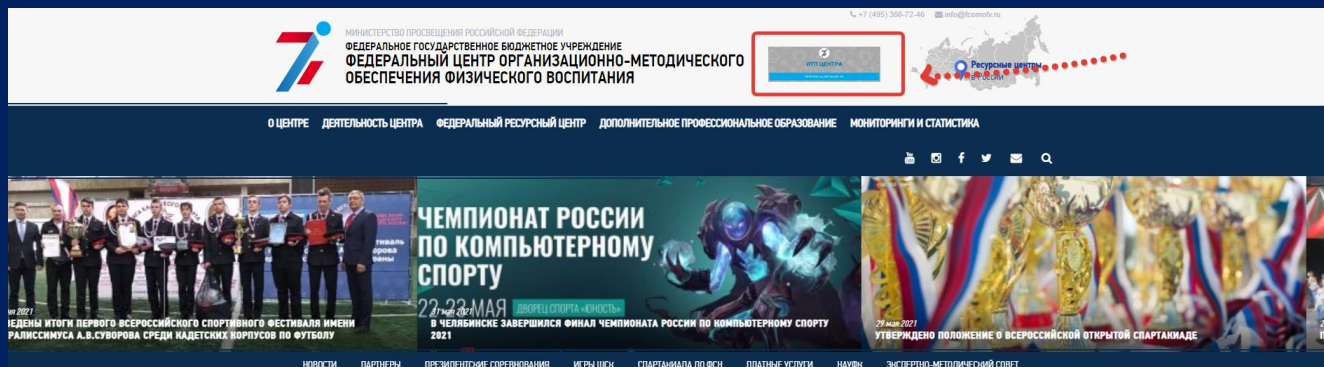 +7 (495) 360-72-46 info@fcomofv.ru
МИНИСТЕРСТВО ПРОСВЕЩЕНИЯ РОССИЙСКОЙ ФЕДЕРАЦИИ
ФЕДЕРАЛЬНОЕ ГОСУДАРСТВЕННОЕ БЮДЖЕТНОЕ УЧРЕЖДЕНИЕ
ФЕДЕРАЛЬНЫЙ ЦЕНТР ОРГАНИЗАЦИОННО-МЕТОДИЧЕСКОГО
ОБЕСПЕЧЕНИЯ ФИЗИЧЕСКОГО ВОСПИТАНИЯ
ИТП ЦЕНТРА
Ресурсные центры
в России
О ЦЕНТРЕ ДЕЯТЕЛЬНОСТЬ ЦЕНТРА ФЕДЕРАЛЬНЫЙ РЕСУРСНЫЙ ЦЕНТР ДОПОЛНИТЕЛЬНОЕ ПРОФЕССИОНАЛЬНОЕ ОБРАЗОВАНИЕ МОНИТОРИНГИ И СТАТИСТИКА
2021
ВЕДЕНЫ ИТОГИ ПЕРВОГО ВСЕРОССИЙСКОГО СПОРТИВНОГО ФЕСТИВАЛЯ ИМЕНИ
РАЛИССИМУСА А.В.СУВОРОВА СРЕДИ КАДЕТСКИХ КОРПУСОВ ПО ФУТБОЛУ
ЧЕМПИОНАТ РОССИИ
ПО КОМПЬЮТЕРНОМУ
СПОРТУ
22-23 МАЯ ДВОРЕЦ СПОРТА «ЮНОСТЬ»
31 мая 2021
В ЧЕЛЯБИНСКЕ ЗАВЕРШИЛСЯ ФИНАЛ ЧЕМПИОНАТА РОССИИ ПО КОМПЬЮТЕРНОМУ СПОРТУ
2021
29 мая 2021
УТВЕРЖДЕНО ПОЛОЖЕНИЕ О ВСЕРОССИЙСКОЙ ОТКРЫТОЙ СПАРТАКИАДЕ
НОВОСТИ ПАРТНЕРЫ ПРЕЗИДЕНТСКИЕ СОРЕВНОВАНИЯ ИГРЫ ШСК СПАРТАКИАДА ПО ФСН ПЛАТНЫЕ УСЛУГИ НАУФК ЭКСПЕРТНО-МЕТОДИЧЕСКИЙ СОВЕТ